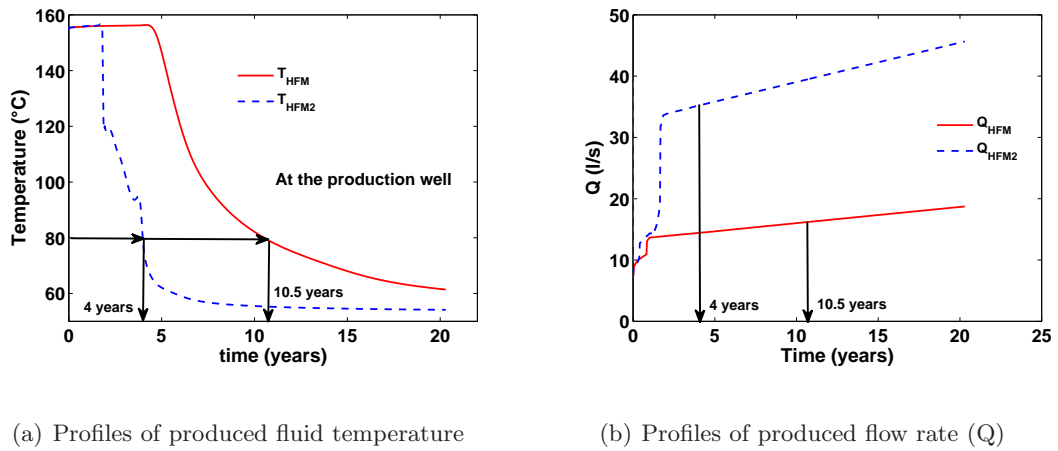 160
140
120
100
80
60
0
5
10
15
20
Temperature (°C)
time (years)
T_HFM
T_HFM2
At the production well
4 years
10.5 years
50
40
30
20
10
0
0
5
10
15
20
25
Q (l/s)
Time (years)
Q_HFM
Q_HFM2
4 years
10.5 years
(a) Profiles of produced fluid temperature
(b) Profiles of produced flow rate (Q)